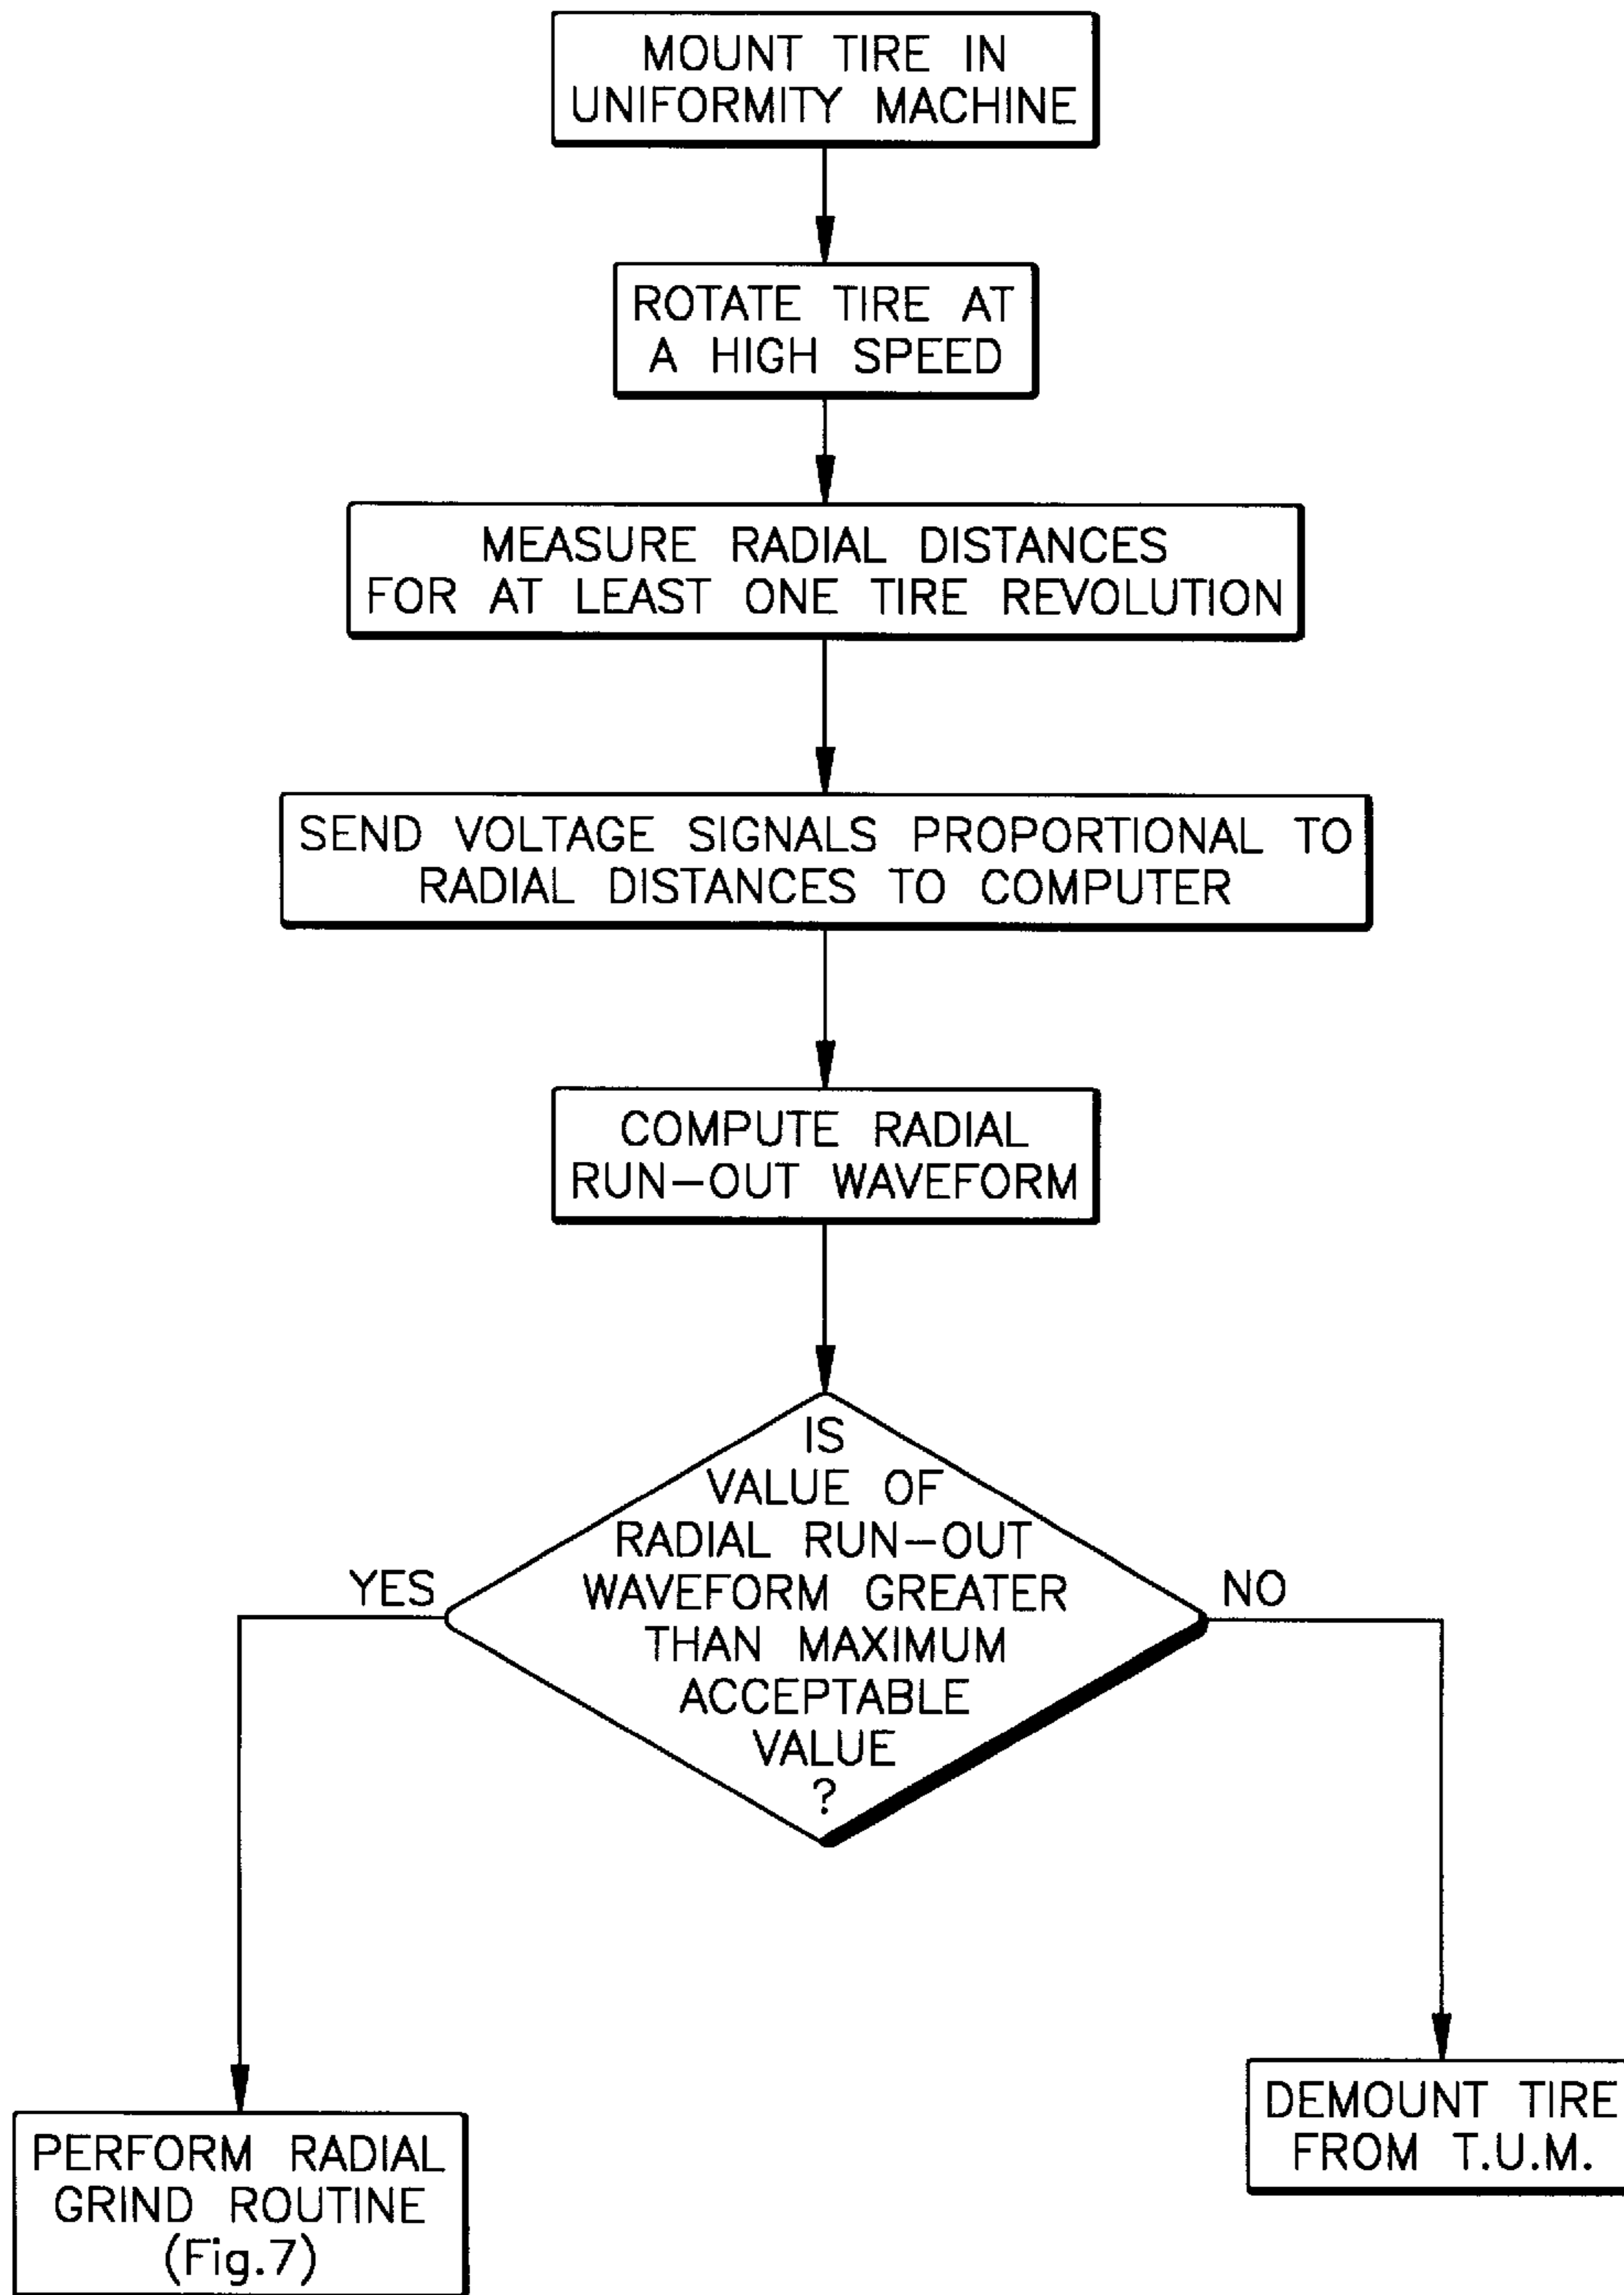 MOUNT TIRE IN
UNIFORMITY MACHINE
ROTATE TIRE AT
A HIGH SPEED
MEASURE RADIAL DISTANCES
FOR AT LEAST ONE TIRE REVOLUTION
SEND VOLTAGE SIGNALS PROPORTIONAL TO
RADIAL DISTANCES TO COMPUTER
COMPUTE RADIAL
RUN-OUT WAVEFORM
IS
VALUE OF
RADIAL RUN-OUT
WAVEFORM GREATER
THAN MAXIMUM
ACCEPTABLE
VALUE
?
YES
NO
PERFORM RADIAL
GRIND ROUTINE
(Fig.7)
DEMOUNT TIRE
FROM T.U.M.